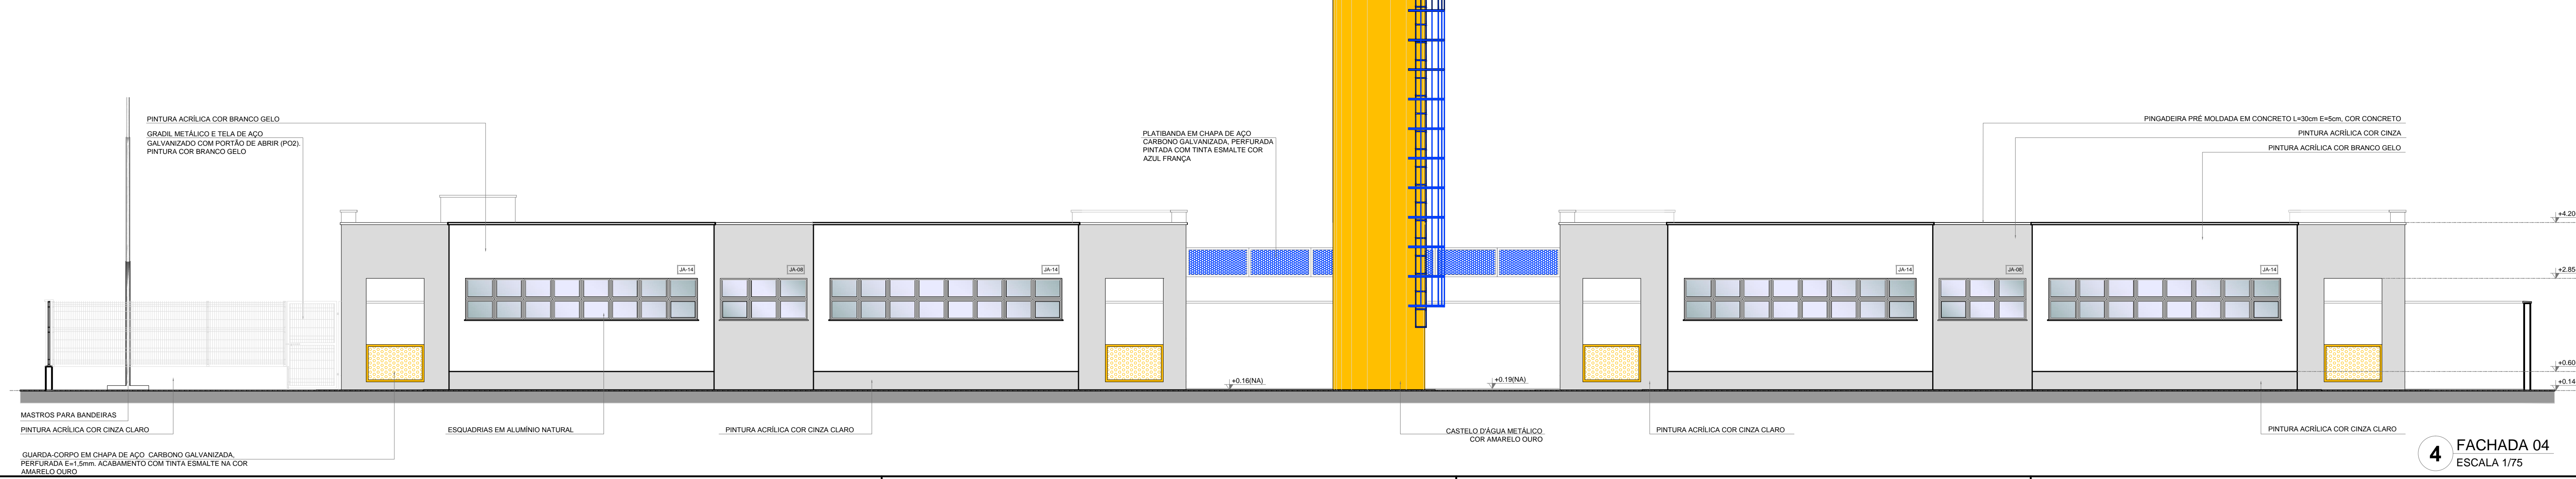 PINTURA ACRÍLICA COR BRANCO GELO
GRADIL METÁLICO E TELA DE AÇO
GALVANIZADO COM PORTÃO DE ABRIR (PO2).
PINTURA COR BRANCO GELO
PLATIBANDA EM CHAPA DE AÇO
CARBONO GALVANIZADA, PERFURADA
PINTADA COM TINTA ESMALTE COR
AZUL FRANÇA
PINGADEIRA PRÉ MOLDADA EM CONCRETO L=30cm E=5cm, COR CONCRETO
PINTURA ACRÍLICA COR CINZA
PINTURA ACRÍLICA COR BRANCO GELO
+4.20
JA-14
JA-08
JA-14
JA-14
JA-08
JA-14
+2.85
+0.60
+0.16(NA)
+0.19(NA)
+0.14
MASTROS PARA BANDEIRAS
PINTURA ACRÍLICA COR CINZA CLARO
GUARDA-CORPO EM CHAPA DE AÇO CARBONO GALVANIZADA,
PERFURADA E=1,5mm. ACABAMENTO COM TINTA ESMALTE NA COR
AMARELO OURO
ESQUADRIAS EM ALUMÍNIO NATURAL
PINTURA ACRÍLICA COR CINZA CLARO
CASTELO D'ÁGUA METÁLICO
COR AMARELO OURO
PINTURA ACRÍLICA COR CINZA CLARO
PINTURA ACRÍLICA COR CINZA CLARO
4
FACHADA 04
ESCALA 1/75